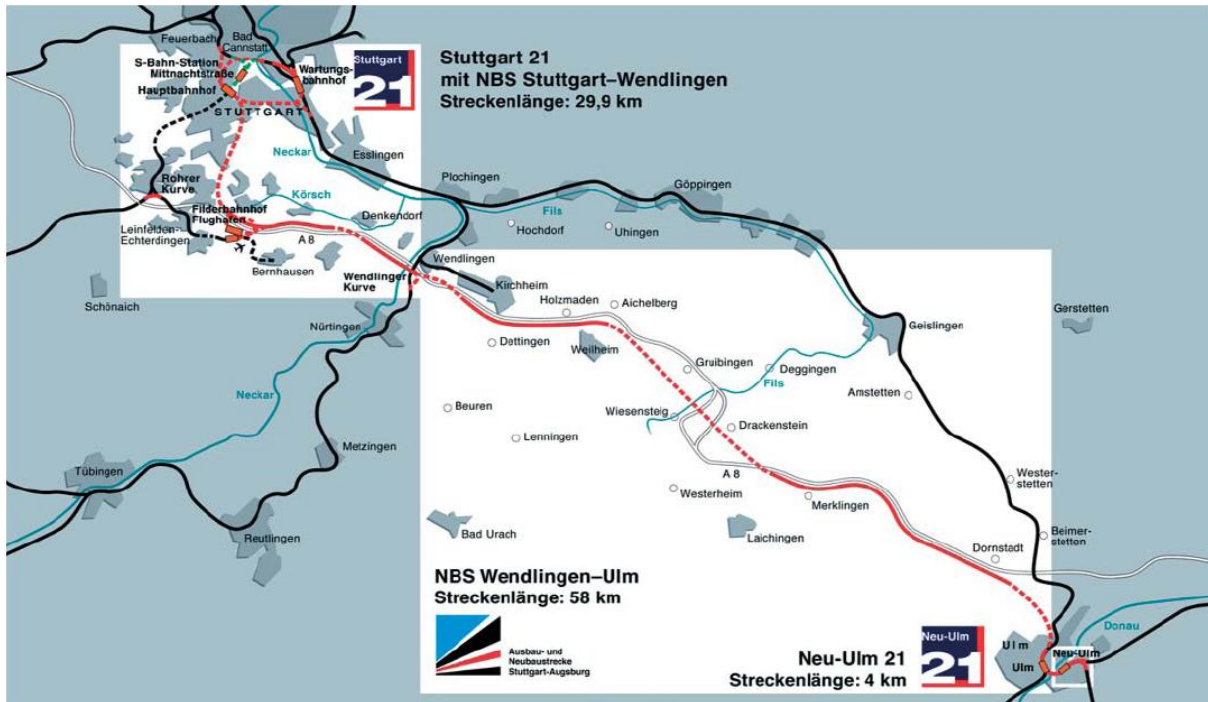 Feuerbach
Bad
Cannstatt
S-Bahn-Station
Mittnachtstraße
Hauptbahnhof
Wartungs-
bahnhof
STUTTGART
Stuttgart
21
Stuttgart 21
mit NBS Stuttgart–Wendlingen
Streckenlänge: 29,9 km
Neckar
Esslingen
Rohrer
Kurve
Körsch
Plochingen
Göppingen
Filderbahnhof
Flughafen
Denkendorf
Fils
Hochdorf
Uhingen
Leinfelden-
Echterdingen
A 8
Bernhausen
Wendlingen
Wendlinger
Kurve
Kirchheim
Schönaich
Holzmaden
Aichelberg
Gerstetten
Nürtingen
Geislingen
Dettingen
Weilheim
Gruibingen
Deggingen
Fils
Amstetten
Neckar
Beuren
Wiesensteig
Drackenstein
Lenningen
Metzingen
Tübingen
A 8
Wester-
stetten
Westerheim
Merklingen
Reutlingen
Bad Urach
Laichingen
Beimer-
stetten
Dornstadt
NBS Wendlingen–Ulm
Streckenlänge: 58 km
Ausbau- und
Neubaustrecke
Stuttgart-Augsburg
Neu-Ulm 21
Streckenlänge: 4 km
Neu-Ulm
21
Donau
Ulm
Neu-Ulm
Ulm